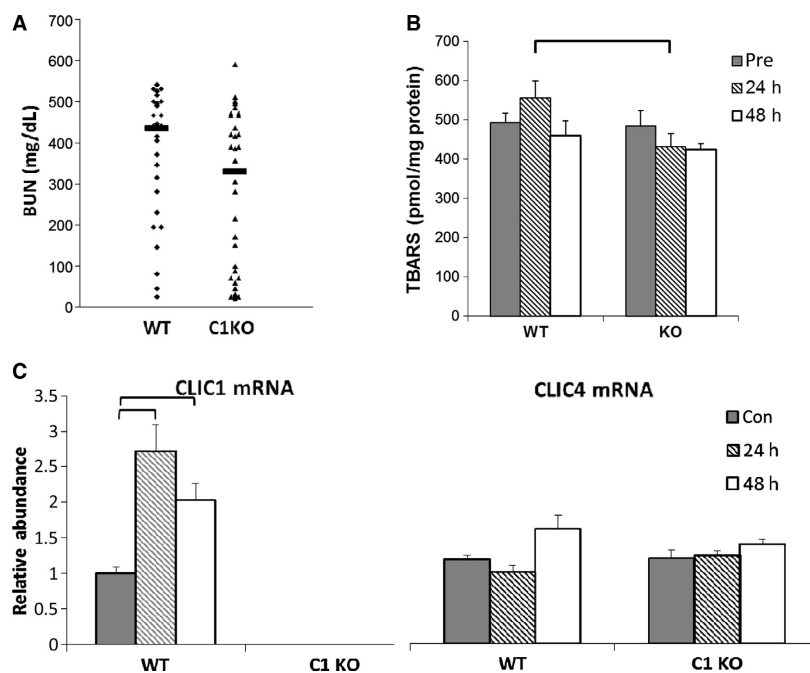 A
700
600
500
400
300
200
100
0
BUN (mg/dL)
WT C1KO
B
700
600
500
400
300
200
100
0
TBARS (pmol/mg protein)
WT KO
Pre
24 h
48 h
C
CLIC1 mRNA
3.5
3
2.5
2
1.5
1
0.5
0
Relative abundance
WT C1 KO
CLIC4 mRNA
Con
24 h
48 h
WT C1 KO